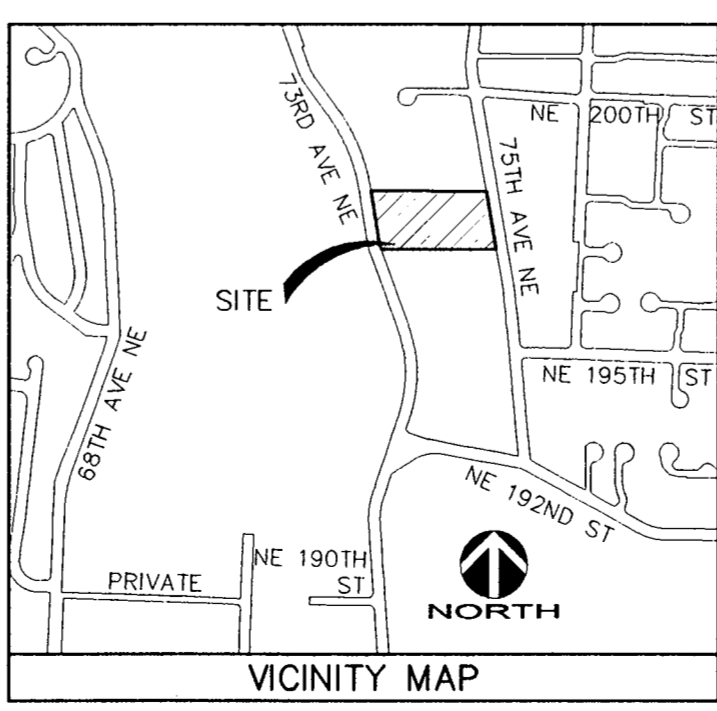 73RD AVE NE
NE 200TH ST
75TH AVE NE
SITE
68TH AVE NE
NE 195TH ST
NE 192ND ST
NE 190TH
ST
PRIVATE
NORTH
VICINITY MAP